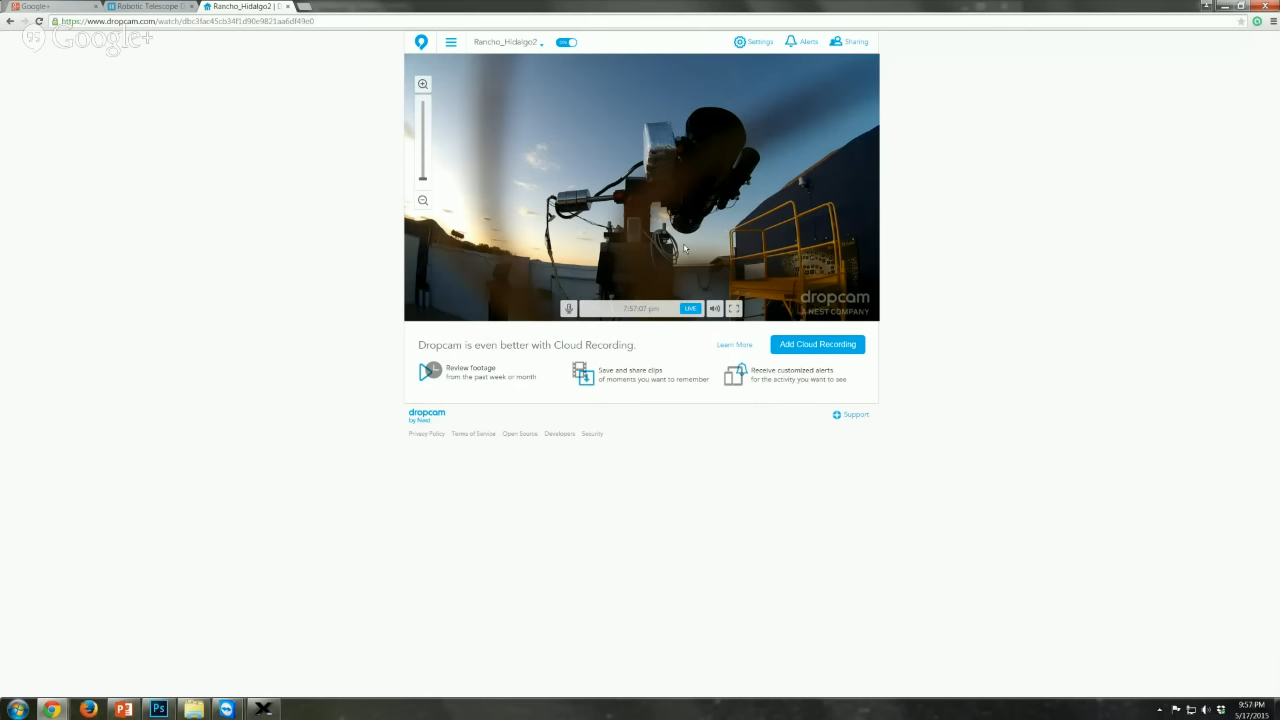 Google+
Robotic Telescope D
Rancho_Hidalgo2 | D
https://www.dropcam.com/watch/dbc3fac45cb34f1d90e9821aa6df49e0
Google+
Rancho_Hidalgo2
ON
Settings
Alerts
Sharing
dropcam
A NEST COMPANY
7:57:07 pm
LIVE
Dropcam is even better with Cloud Recording.
Learn More
Add Cloud Recording
Review footage
from the past week or month
Save and share clips
of moments you want to remember
Receive customized alerts
for the activity you want to see
dropcam
by Nest
Support
Privacy Policy Terms of Service Open Source Developers Security
9:57 PM
5/17/2015